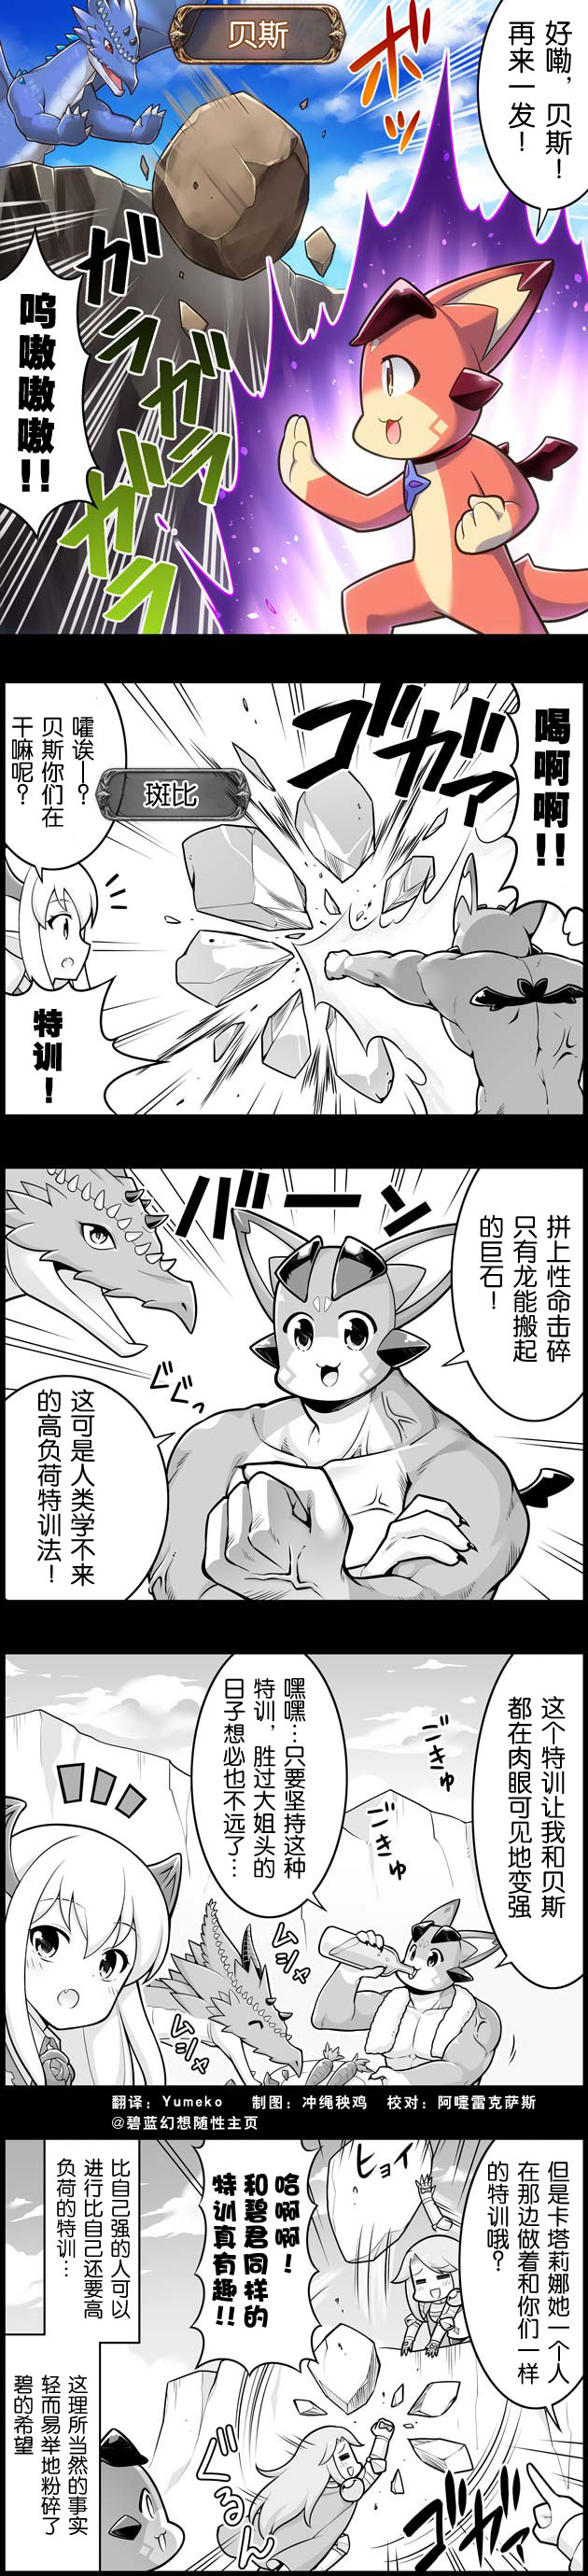 好嘞，贝斯！
再来一发！
贝斯
ボッ
ガラ
ガラ
ガラ
呜嗷嗷嗷!!
喝啊啊!!
ゴガァ
嚯诶—？
贝斯你们在
干嘛呢？
斑比
特训！
バーン
拼上性命击碎
只有龙能搬起
的巨石！
ぐぐっ
这可是人类学不来
的高负荷特训法！
这个特训让我和贝斯
都在肉眼可见地变强
嘿嘿…只要坚持这种
特训，胜过大姐头的
日子想必也不远了…
ごきゅ
ごきゅ
ムシャ
ムシャ
翻译：Yumeko 制图：冲绳秧鸡 校对：阿嚏雷克萨斯
@碧蓝幻想随性主页
但是卡塔莉娜她一个人
在那边做着和你们一样
的特训哦？
ヒョイ
哈啊啊！
和碧君同样的
特训真有趣!!
ぐるん
ゴガァ
比自己强的人可以
进行比自己还要高
负荷的特训…
这理所当然的事实
轻而易举地粉碎了
碧的希望